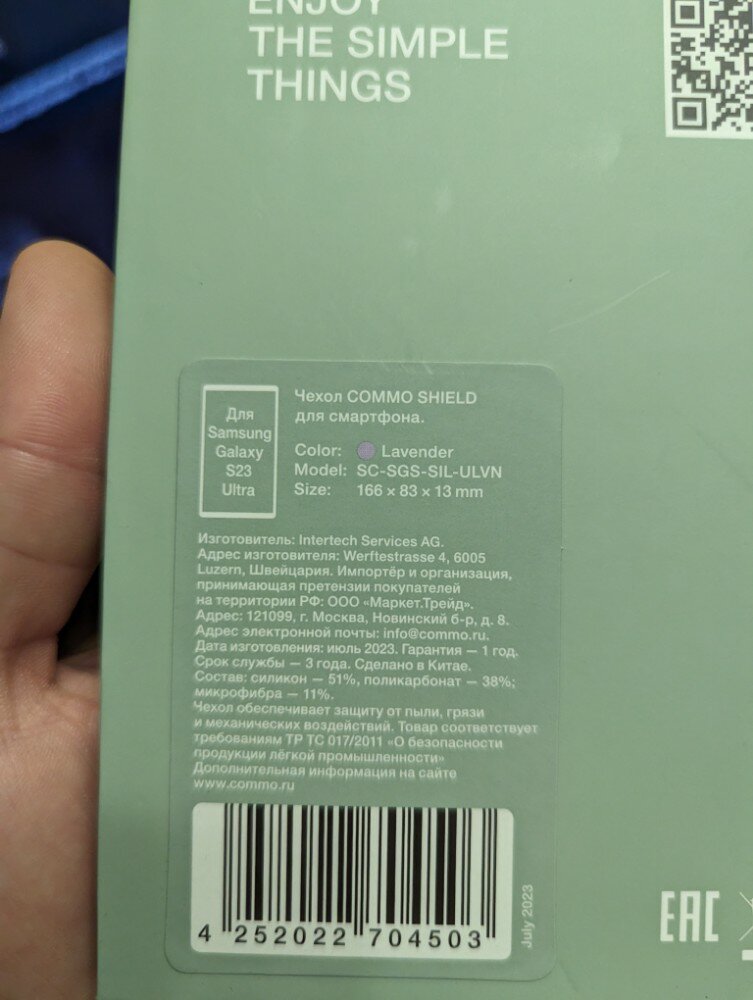 ENJOY
THE SIMPLE
THINGS
Для
Samsung
Galaxy
S23
Ultra
Чехол COMMO SHIELD
для смартфона.
Color: Lavender
Model: SC-SGS-SIL-ULVN
Size: 166 × 83 × 13 mm
Изготовитель: Intertech Services AG.
Адрес изготовителя: Werftestrasse 4, 6005
Luzern, Швейцария. Импортёр и организация,
принимающая претензии покупателей
на территории РФ: ООО «Маркет.Трейд».
Адрес: 121099, г. Москва, Новинский б-р, д. 8.
Адрес электронной почты: info@commo.ru.
Дата изготовления: июль 2023. Гарантия — 1 год.
Срок службы — 3 года. Сделано в Китае.
Состав: силикон — 51%, поликарбонат — 38%;
микрофибра — 11%.
Чехол обеспечивает защиту от пыли, грязи
и механических воздействий. Товар соответствует
требованиям ТР ТС 017/2011 «О безопасности
продукции лёгкой промышленности»
Дополнительная информация на сайте
www.commo.ru
4 252022 704503
July 2023
EAC